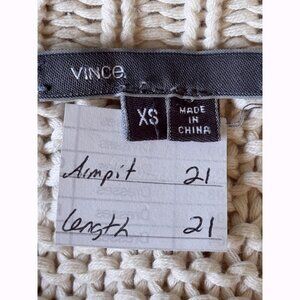 VINCE.
XS
MADE IN CHINA
Armpit 21
Length 21